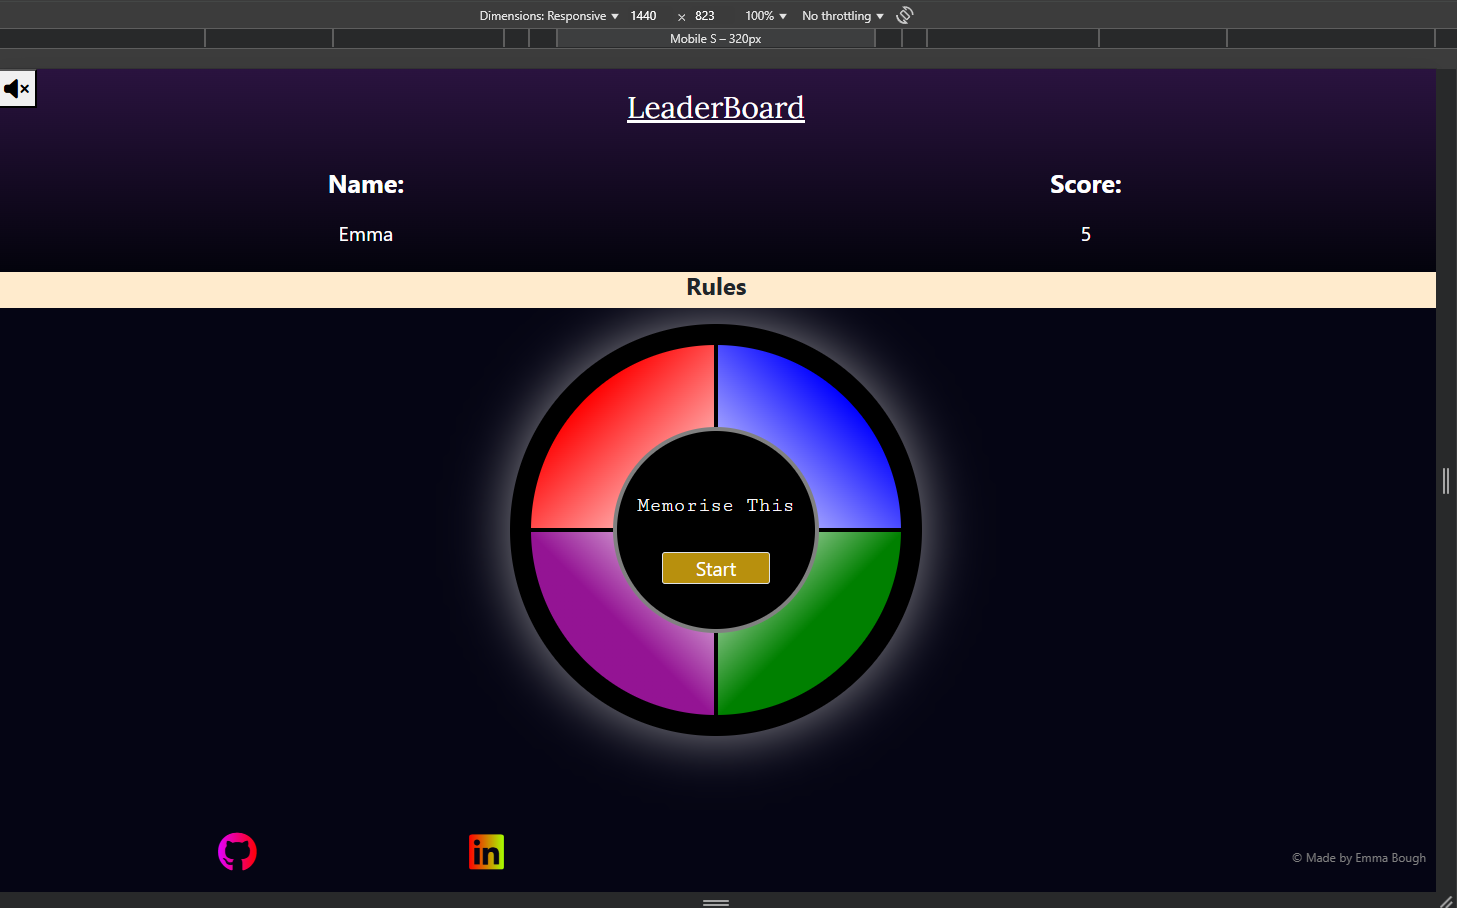 Dimensions: Responsive 1440 × 823 100% No throttling
Mobile S – 320px
LeaderBoard
Name: Score:
Emma 5
Rules
Memorise This
Start
in
© Made by Emma Bough